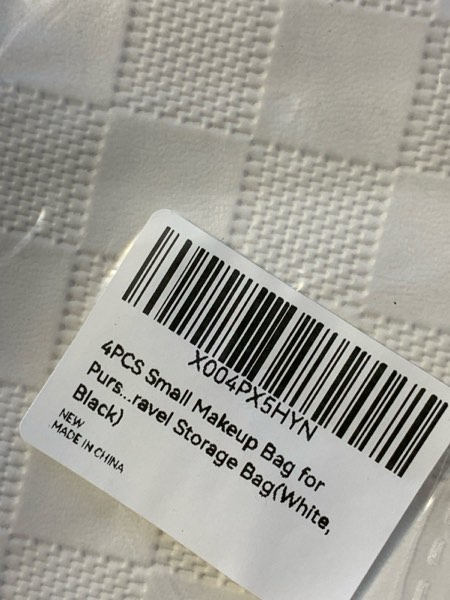 X004PX5HYN
4PCS Small Makeup Bag for
Purs...ravel Storage Bag(White,
Black)
NEW
MADE IN CHINA